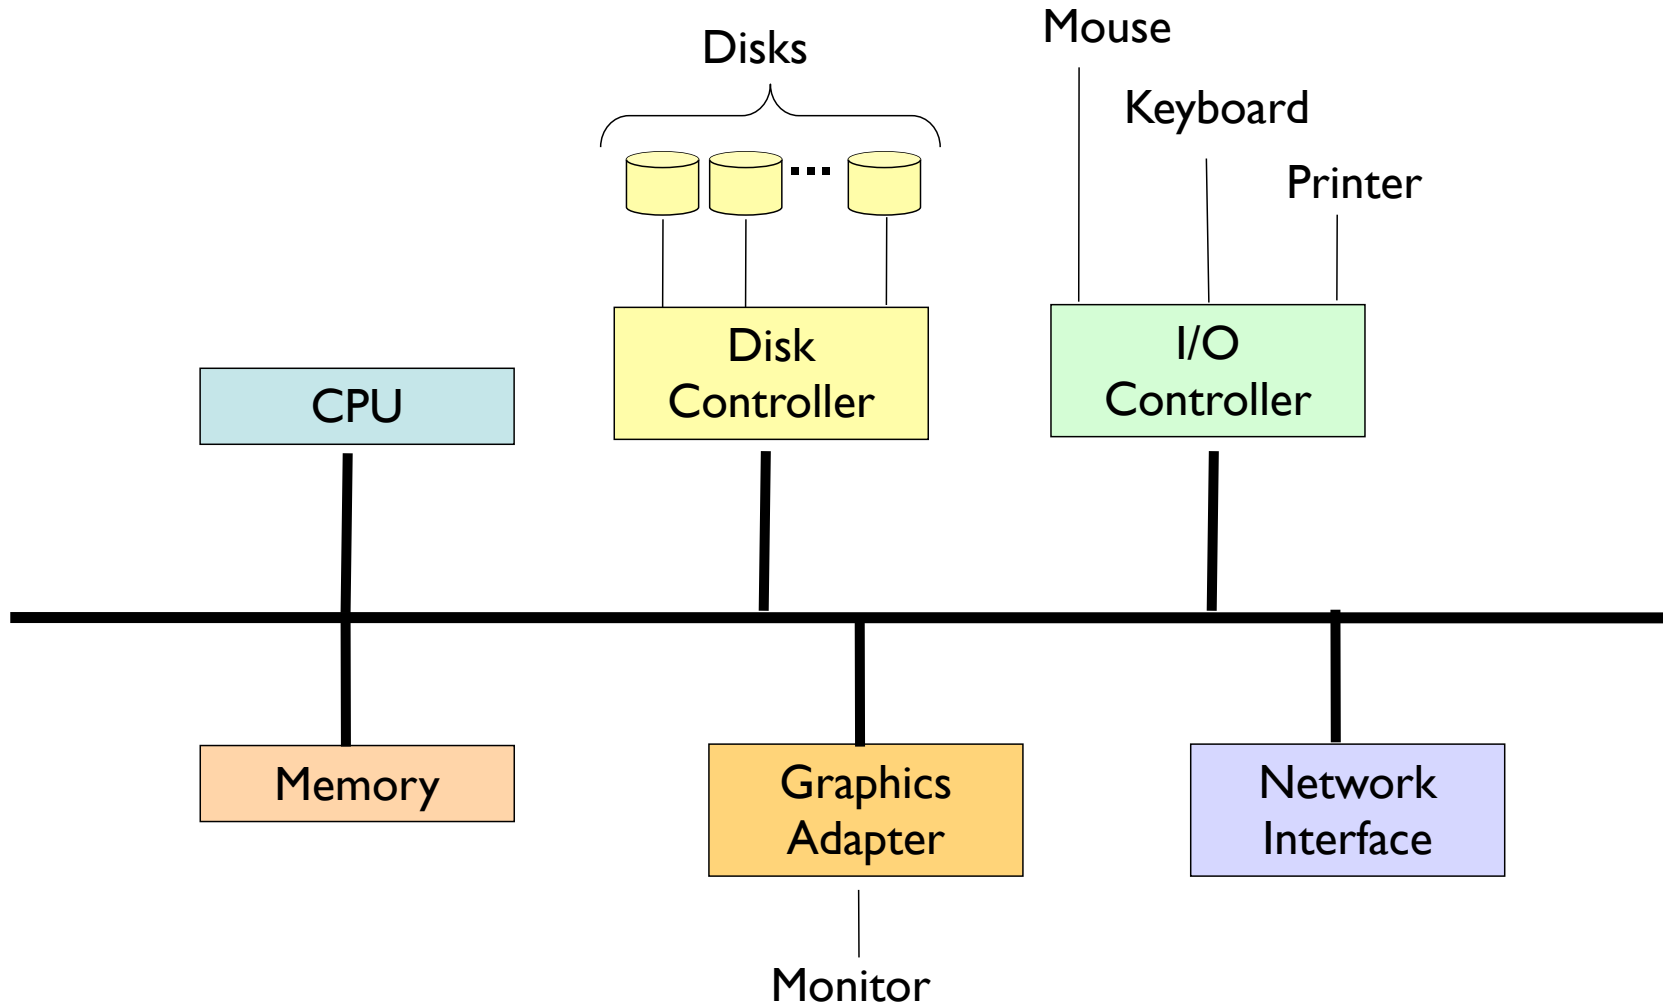 Disks
Mouse
Keyboard
Printer
CPU
Disk
Controller
I/O
Controller
Memory
Graphics
Adapter
Network
Interface
Monitor